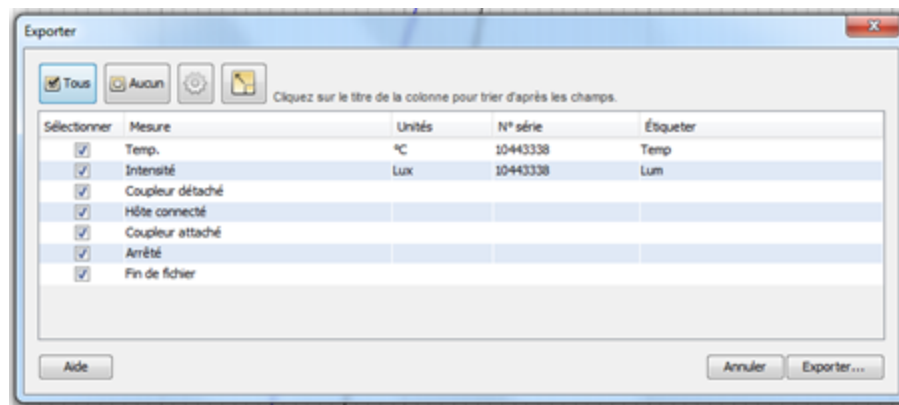 Exporter
Tous Aucun Cliquez sur le titre de la colonne pour trier d'après les champs.
Sélectionner Mesure Unités N° série Étiqueter
Temp. °C 10443338 Temp
Intensité Lux 10443338 Lum
Coupleur détaché
Hôte connecté
Coupleur attaché
Arrêté
Fin de fichier
Aide Annuler Exporter...